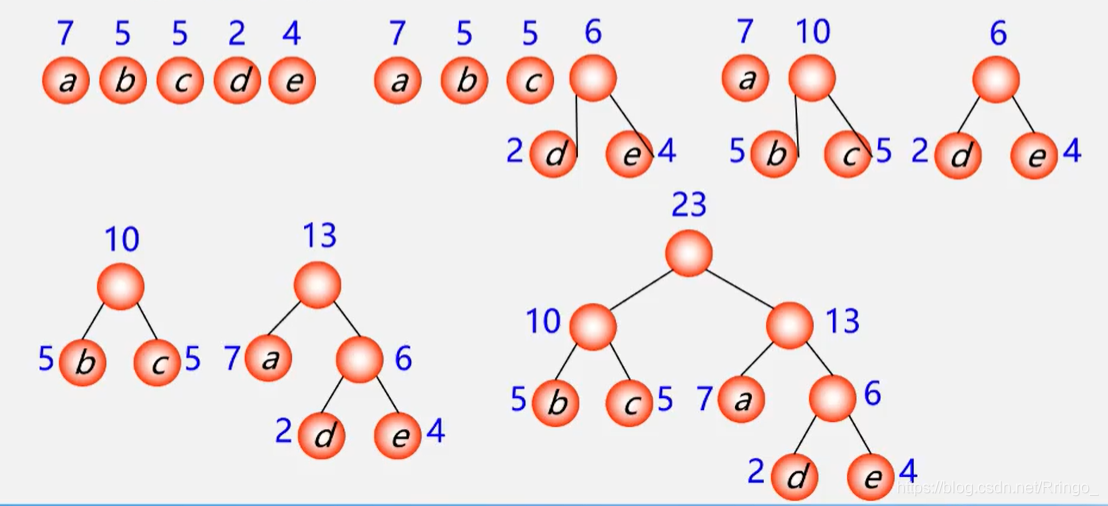 7 5 5 2 4
a b c d e
7 5 5 6
a b c
2 d e 4
7 10
a
5 b c 5
6
2 d e 4
10
5 b c 5
13
7 a 6
2 d e 4
23
10 13
5 b c 5 7 a 6
2 d e 4
https://blog.csdn.net/Rringo_